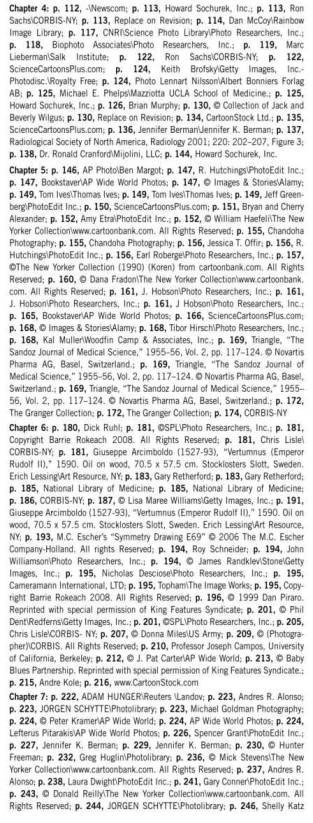 Chapter 4: p. 112, -\Newscom; p. 113, Howard Sochurek, Inc.; p. 113, Ron
Sachs\CORBIS-NY; p. 113, Replace on Revision; p. 114, Dan McCoy\Rainbow
Image Library; p. 117, CNRI\Science Photo Library\Photo Researchers, Inc.;
p. 118, Biophoto Associates\Photo Researchers, Inc.; p. 119, Marc
Lieberman\Salk Institute; p. 122, Ron Sachs\CORBIS-NY; p. 122,
ScienceCartoonsPlus.com; p. 124, Keith Brofsky\Getty Images, Inc.-
Photodisc.\Royalty Free; p. 124, Photo Lennart Nilsson\Albert Bonniers Forlag
AB; p. 125, Michael E. Phelps\Mazziotta UCLA School of Medicine.; p. 125,
Howard Sochurek, Inc.; p. 126, Brian Murphy; p. 130, © Collection of Jack and
Beverly Wilgus; p. 130, Replace on Revision; p. 134, CartoonStock Ltd.; p. 135,
ScienceCartoonsPlus.com; p. 136, Jennifer Berman\Jennifer K. Berman; p. 137,
Radiological Society of North America, Radiology 2001; 220: 202-207, Figure 3;
p. 138, Dr. Ronald Cranford\Mijolini, LLC; p. 144, Howard Sochurek, Inc.
Chapter 5: p. 146, AP Photo\Ben Margot; p. 147, R. Hutchings\PhotoEdit Inc.;
p. 147, Bookstaver\AP Wide World Photos; p. 147, © Images & Stories\Alamy;
p. 149, Tom Ives\Thomas Ives; p. 149, Tom Ives\Thomas Ives; p. 149, Jeff Green-
berg\PhotoEdit Inc.; p. 150, ScienceCartoonsPlus.com; p. 151, Bryan and Cherry
Alexander; p. 152, Amy Etra\PhotoEdit Inc.; p. 152, © William Haefeli\The New
Yorker Collection\www.cartoonbank.com. All Rights Reserved; p. 155, Chandoha
Photography; p. 155, Chandoha Photography; p. 156, Jessica T. Offir; p. 156, R.
Hutchings\PhotoEdit Inc.; p. 156, Earl Roberge\Photo Researchers, Inc.; p. 157,
©The New Yorker Collection (1990) (Koren) from cartoonbank.com. All Rights
Reserved; p. 160, © Dana Fradon\The New Yorker Collection\www.cartoonbank.
com. All Rights Reserved; p. 161, J. Hobson\Photo Researchers, Inc.; p. 161,
J. Hobson\Photo Researchers, Inc.; p. 161, J Hobson\Photo Researchers, Inc.;
p. 165, Bookstaver\AP Wide World Photos; p. 166, ScienceCartoonsPlus.com;
p. 168, © Images & Stories\Alamy; p. 168, Tibor Hirsch\Photo Researchers, Inc.;
p. 168, Kal Muller\Woodfin Camp & Associates, Inc.; p. 169, Triangle, "The
Sandoz Journal of Medical Science," 1955-56, Vol. 2, pp. 117-124. © Novartis
Pharma AG, Basel, Switzerland.; p. 169, Triangle, "The Sandoz Journal of
Medical Science," 1955-56, Vol. 2, pp. 117-124. © Novartis Pharma AG, Basel,
Switzerland.; p. 169, Triangle, "The Sandoz Journal of Medical Science," 1955-
56, Vol. 2, pp. 117-124. © Novartis Pharma AG, Basel, Switzerland.; p. 172,
The Granger Collection; p. 172, The Granger Collection; p. 174, CORBIS-NY
Chapter 6: p. 180, Dick Ruhl; p. 181, ©SPL\Photo Researchers, Inc.; p. 181,
Copyright Barrie Rokeach 2008. All Rights Reserved; p. 181, Chris Lisle\
CORBIS-NY; p. 181, Giuseppe Arcimboldo (1527-93), "Vertumnus (Emperor
Rudolf II)," 1590. Oil on wood, 70.5 x 57.5 cm. Stocklosters Slott, Sweden.
Erich Lessing\Art Resource, NY; p. 183, Gary Retherford; p. 183, Gary Retherford;
p. 185, National Library of Medicine; p. 185, National Library of Medicine;
p. 186, CORBIS-NY; p. 187, © Lisa Maree Williams\Getty Images, Inc.; p. 191,
Giuseppe Arcimboldo (1527-93), "Vertumnus (Emperor Rudolf II)," 1590. Oil on
wood, 70.5 x 57.5 cm. Stocklosters Slott, Sweden. Erich Lessing\Art Resource,
NY; p. 193, M.C. Escher's "Symmetry Drawing E69" © 2006 The M.C. Escher
Company-Holland. All rights Reserved; p. 194, Roy Schneider; p. 194, John
Williamson\Photo Researchers, Inc.; p. 194, © James Randklev\Stone\Getty
Images, Inc.; p. 195, Nicholas Desciose\Photo Researchers, Inc.; p. 195,
Cameramann International, LTD; p. 195, Topham\The Image Works; p. 195, Copy-
right Barrie Rokeach 2008. All Rights Reserved; p. 196, © 1999 Dan Piraro.
Reprinted with special permission of King Features Syndicate; p. 201, © Phil
Dent\Redferns\Getty Images, Inc.; p. 201, ©SPL\Photo Researchers, Inc.; p. 205,
Chris Lisle\CORBIS- NY; p. 207, © Donna Miles\US Army; p. 209, © (Photogra-
pher)\CORBIS. All Rights Reserved; p. 210, Professor Joseph Campos, University
of California, Berkeley; p. 212, © J. Pat Carter\AP Wide World; p. 213, © Baby
Blues Partnership. Reprinted with special permission of King Features Syndicate.;
p. 215, Andre Kole; p. 216, www.CartoonStock.com
Chapter 7: p. 222, ADAM HUNGER\Reuters \Landov; p. 223, Andres R. Alonso;
p. 223, JORGEN SCHYTTE\Photolibrary; p. 223, Michael Goldman Photography;
p. 224, © Peter Kramer\AP Wide World; p. 224, AP Wide World Photos; p. 224,
Lefterus Pitarakis\AP Wide World Photos; p. 226, Spencer Grant\PhotoEdit Inc.;
p. 227, Jennifer K. Berman; p. 229, Jennifer K. Berman; p. 230, © Hunter
Freeman; p. 232, Greg Huglin\Photolibrary; p. 236, © Mick Stevens\The New
Yorker Collection\www.cartoonbank.com. All Rights Reserved; p. 237, Andres R.
Alonso; p. 238, Laura Dwight\PhotoEdit Inc.; p. 241, Gary Conner\PhotoEdit Inc.;
p. 243, © Donald Reilly\The New Yorker Collection\www.cartoonbank.com. All
Rights Reserved; p. 244, JORGEN SCHYTTE\Photolibrary; p. 246, Shelly Katz